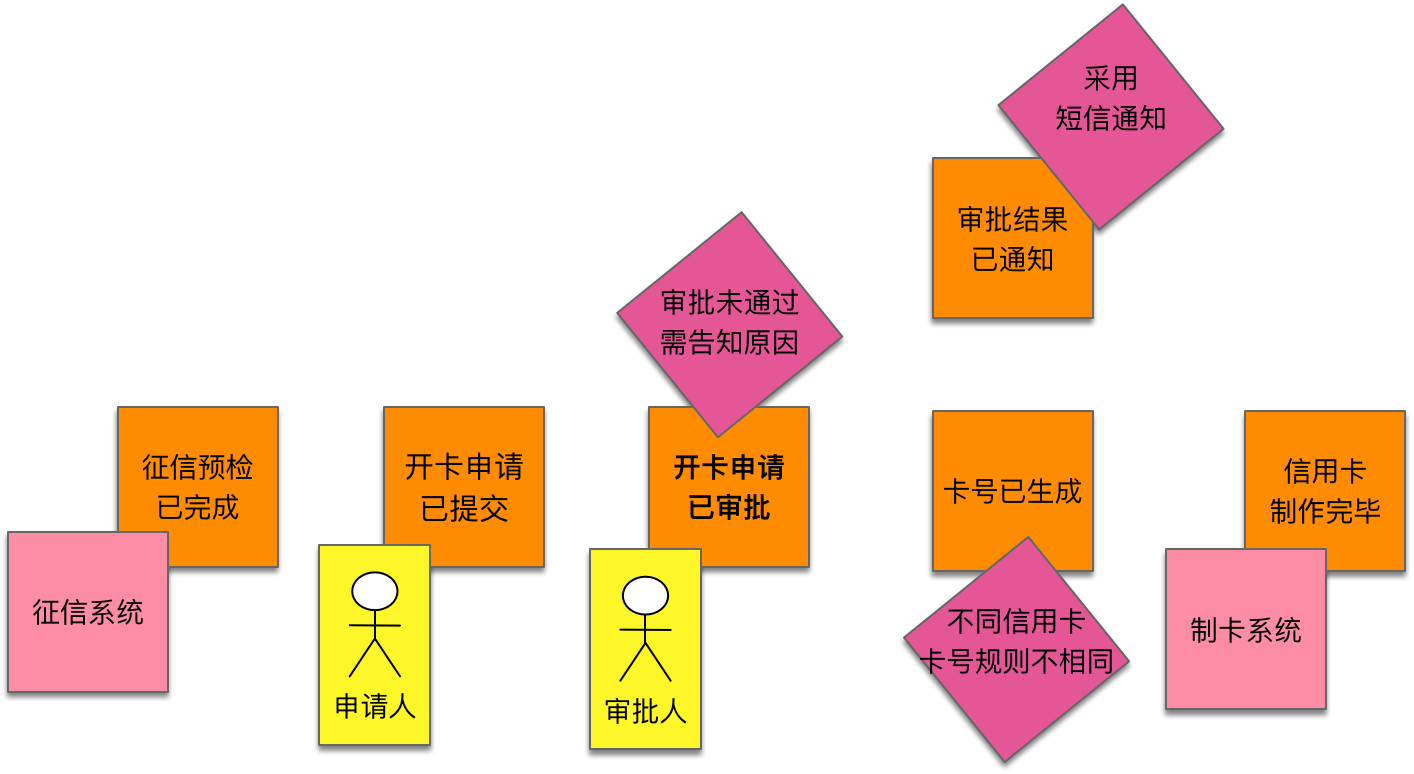 采用
短信通知
审批结果
已通知
审批未通过
需告知原因
征信预检
已完成
开卡申请
已提交
开卡申请
已审批
卡号已生成
信用卡
制作完毕
征信系统
申请人
审批人
不同信用卡
卡号规则不相同
制卡系统